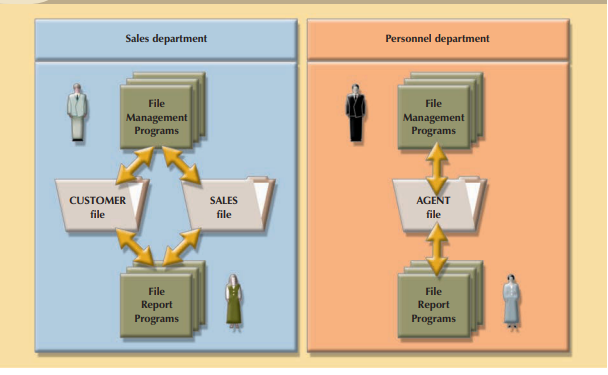 Sales department
Personnel department
File
Management
Programs
File
Management
Programs
CUSTOMER
file
SALES
file
AGENT
file
File
Report
Programs
File
Report
Programs